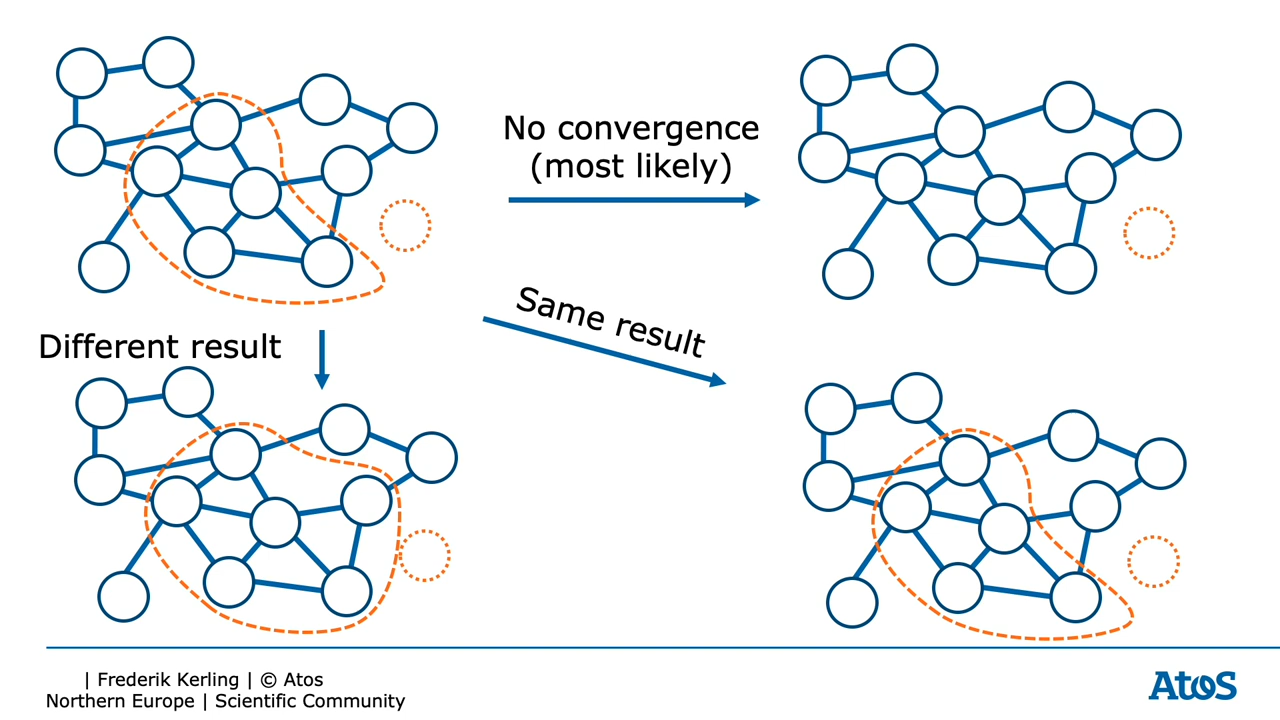 No convergence
(most likely)
Same result
Different result
| Frederik Kerling | © Atos
Northern Europe | Scientific Community
Atos